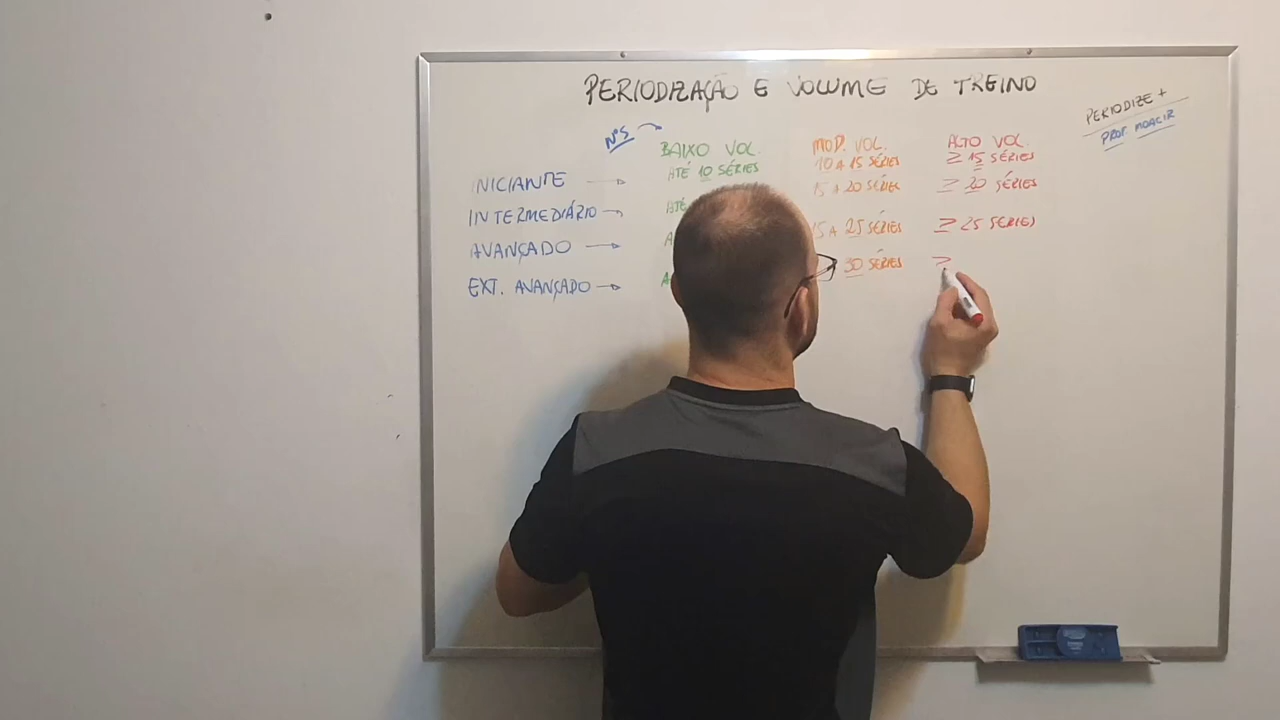 PERIODIZAÇÃO E VOLUME DE TREINO
PERIODIZE +
PROF MOACIR
NºS
BAIXO VOL. MOD. VOL. ALTO VOL.
ATÉ 10 SÉRIES 10 A 15 SÉRIES ≥ 15 SÉRIES
INICIANTE → 15 A 20 SÉRIES ≥ 20 SÉRIES
INTERMEDIÁRIO → 15 A 25 SÉRIES ≥ 25 SÉRIES
AVANÇADO → 30 SÉRIES ≥
EXT. AVANÇADO →